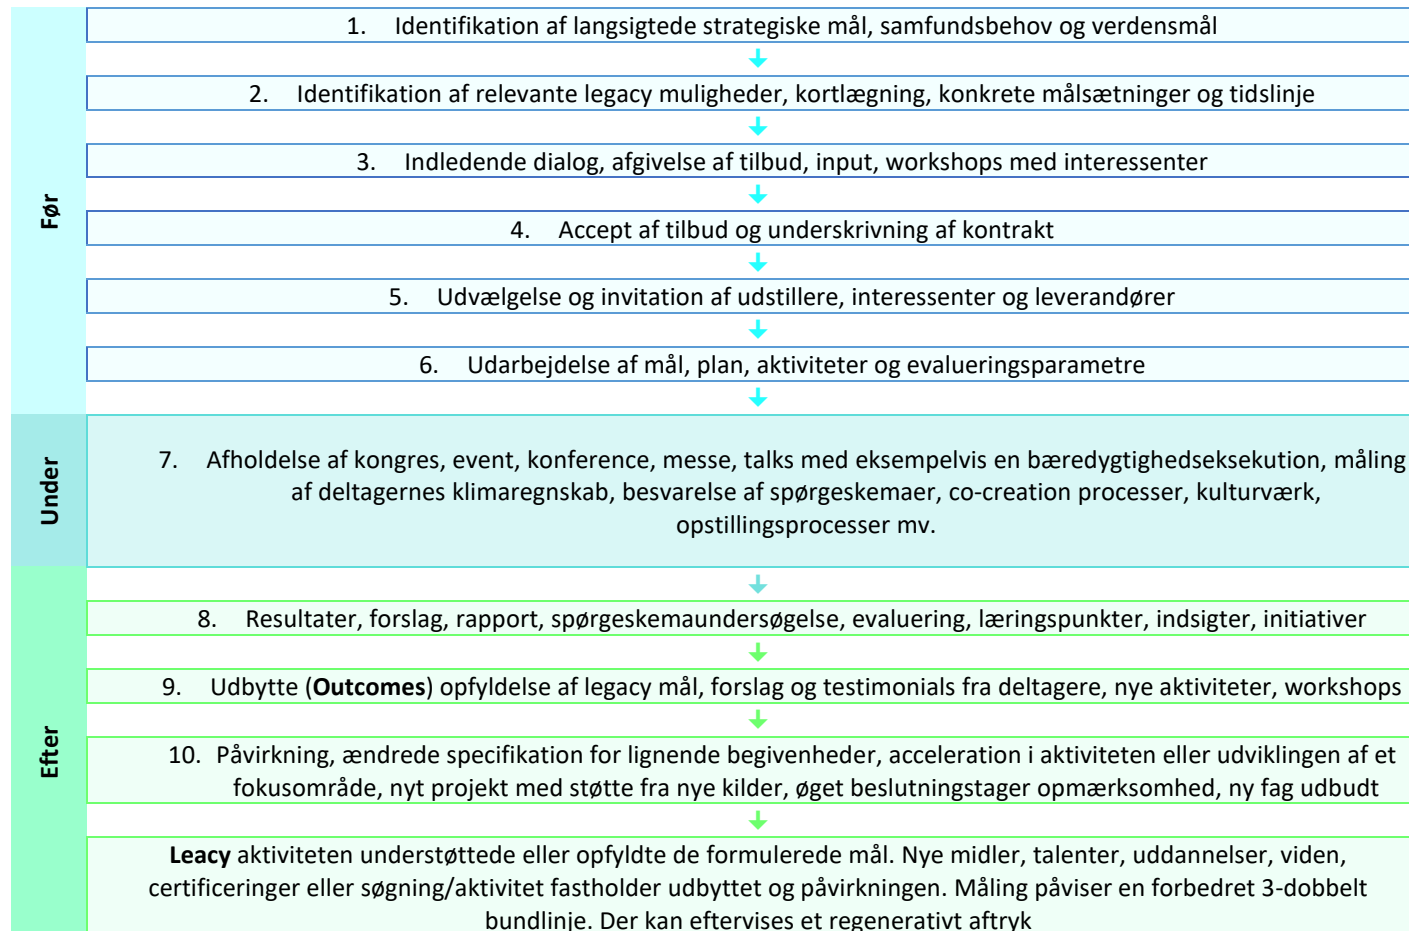 Før
1. Identifikation af langsigtede strategiske mål, samfundsbehov og verdensmål
2. Identifikation af relevante legacy muligheder, kortlægning, konkrete målsætninger og tidslinje
3. Indledende dialog, afgivelse af tilbud, input, workshops med interessenter
4. Accept af tilbud og underskrivning af kontrakt
5. Udvælgelse og invitation af udstillere, interessenter og leverandører
6. Udarbejdelse af mål, plan, aktiviteter og evalueringsparametre
Under
7. Afholdelse af kongres, event, konference, messe, talks med eksempelvis en bæredygtighedseksekution, måling
af deltagernes klimaregnskab, besvarelse af spørgeskemaer, co-creation processer, kulturværk,
opstillingsprocesser mv.
Efter
8. Resultater, forslag, rapport, spørgeskemaundersøgelse, evaluering, læringspunkter, indsigter, initiativer
9. Udbytte (Outcomes) opfyldelse af legacy mål, forslag og testimonials fra deltagere, nye aktiviteter, workshops
10. Påvirkning, ændrede specifikation for lignende begivenheder, acceleration i aktiviteten eller udviklingen af et
fokusområde, nyt projekt med støtte fra nye kilder, øget beslutningstager opmærksomhed, ny fag udbudt
Leacy aktiviteten understøttede eller opfyldte de formulerede mål. Nye midler, talenter, uddannelser, viden,
certificeringer eller søgning/aktivitet fastholder udbyttet og påvirkningen. Måling påviser en forbedret 3-dobbelt
bundlinje. Der kan eftervises et regenerativt aftryk